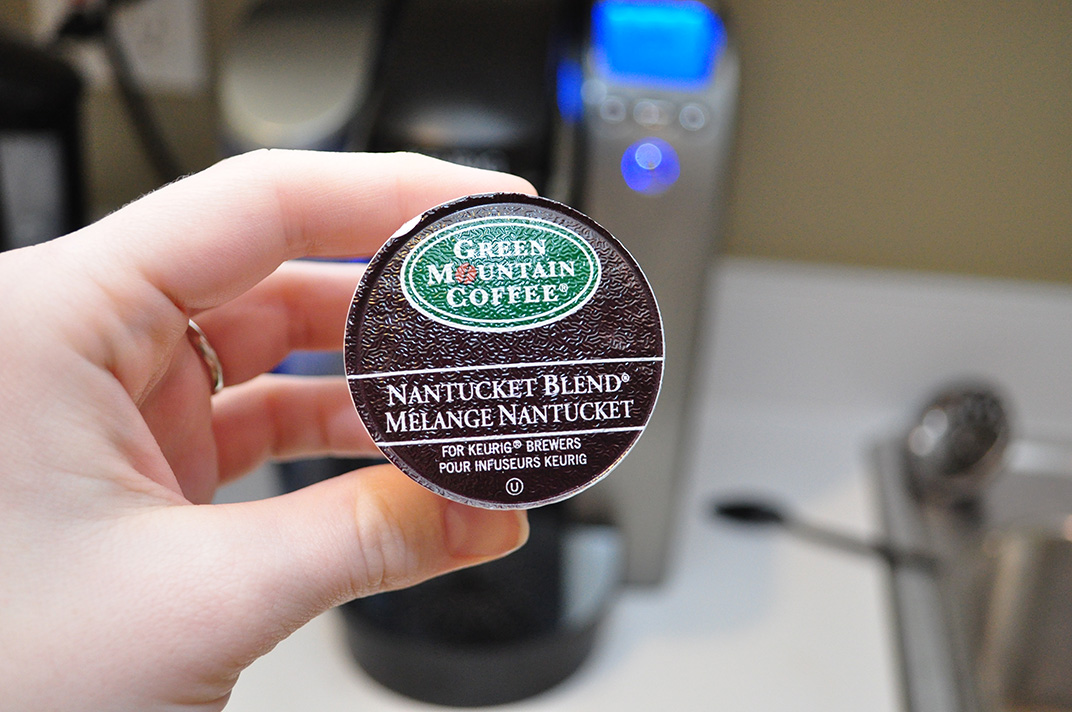 GREEN
MOUNTAIN
COFFEE®
NANTUCKET BLEND®
MÉLANGE NANTUCKET
FOR KEURIG® BREWERS
POUR INFUSEURS KEURIG
U